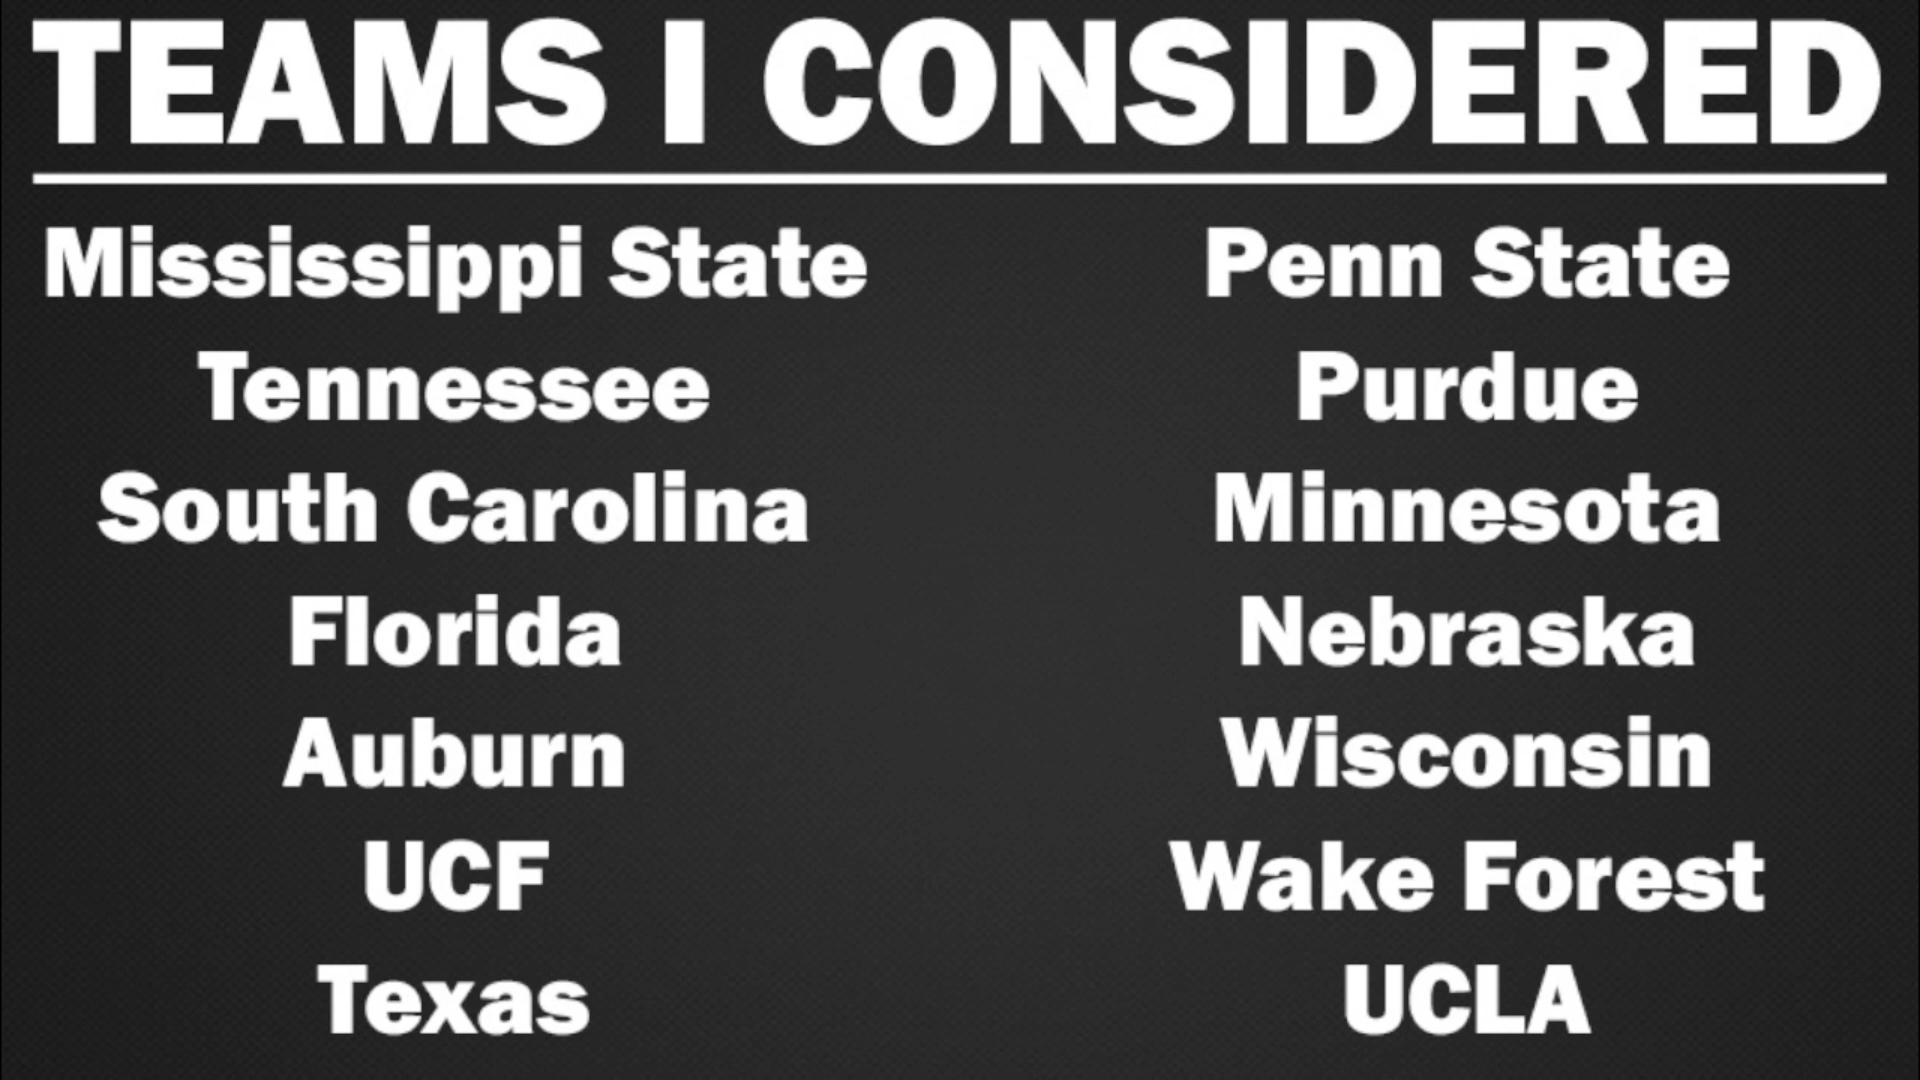 TEAMS I CONSIDERED
Mississippi State
Tennessee
South Carolina
Florida
Auburn
UCF
Texas
Penn State
Purdue
Minnesota
Nebraska
Wisconsin
Wake Forest
UCLA